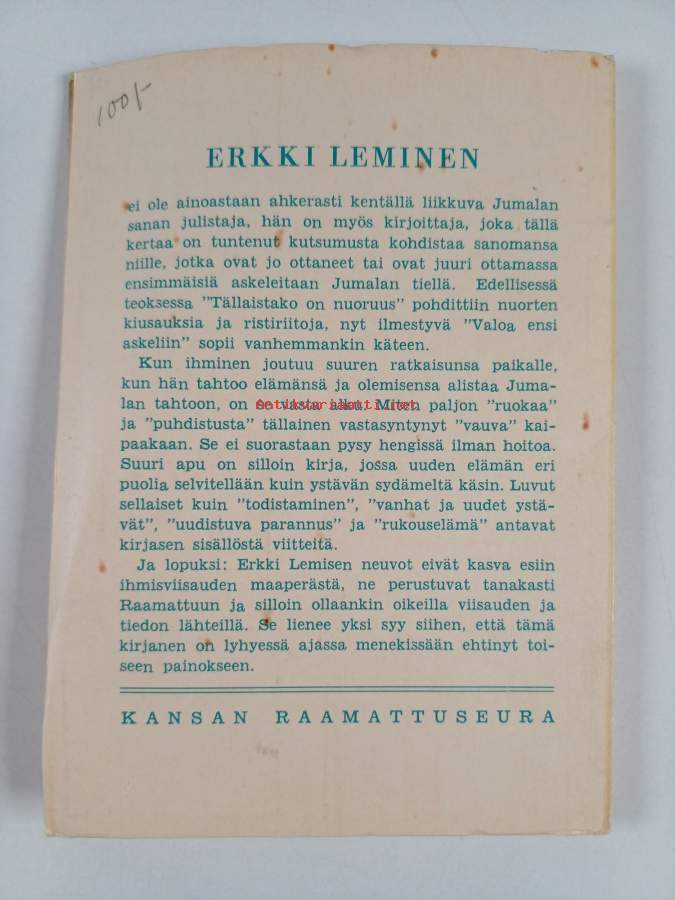 100/-
ERKKI LEMINEN
ei ole ainoastaan ahkerasti kentällä liikkuva Jumalan
sanan julistaja, hän on myös kirjoittaja, joka tällä
kertaa on tuntenut kutsumusta kohdistaa sanomansa
niille, jotka ovat jo ottaneet tai ovat juuri ottamassa
ensimmäisiä askeleitaan Jumalan tiellä. Edellisessä
teoksessa "Tällaistako on nuoruus" pohdittiin nuorten
kiusauksia ja ristiriitoja, nyt ilmestyvä "Valoa ensi
askeliin" sopii vanhemmankin käteen.
Kun ihminen joutuu suuren ratkaisunsa paikalle,
kun hän tahtoo elämänsä ja olemisensa alistaa Juma-
lan tahtoon, on se vasta alku. Miten paljon "ruokaa"
ja "puhdistusta" tällainen vastasyntynyt "vauva" kai-
paakaan. Se ei suorastaan pysy hengissä ilman hoitoa.
Suuri apu on silloin kirja, jossa uuden elämän eri
puolia selvitellään kuin ystävän sydämeltä käsin. Luvut
sellaiset kuin "todistaminen", "vanhat ja uudet ystä-
vät", "uudistuva parannus" ja "rukouselämä" antavat
kirjasen sisällöstä viitteitä.
Ja lopuksi: Erkki Lemisen neuvot eivät kasva esiin
ihmisviisauden maaperästä, ne perustuvat tanakasti
Raamattuun ja silloin ollaankin oikeilla viisauden ja
tiedon lähteillä. Se lienee yksi syy siihen, että tämä
kirjanen on lyhyessä ajassa menekissään ehtinyt toi-
seen painokseen.
KANSAN RAAMATTUSEURA